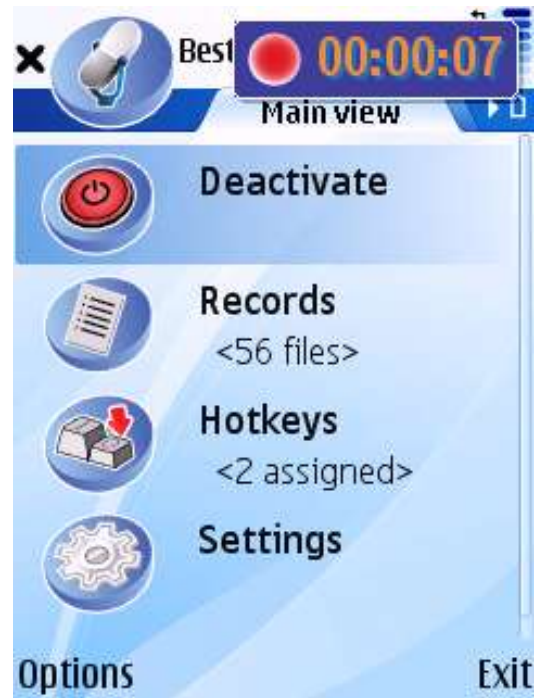 Best
00:00:07
Main view
Deactivate
Records
<56 files>
Hotkeys
<2 assigned>
Settings
Options
Exit